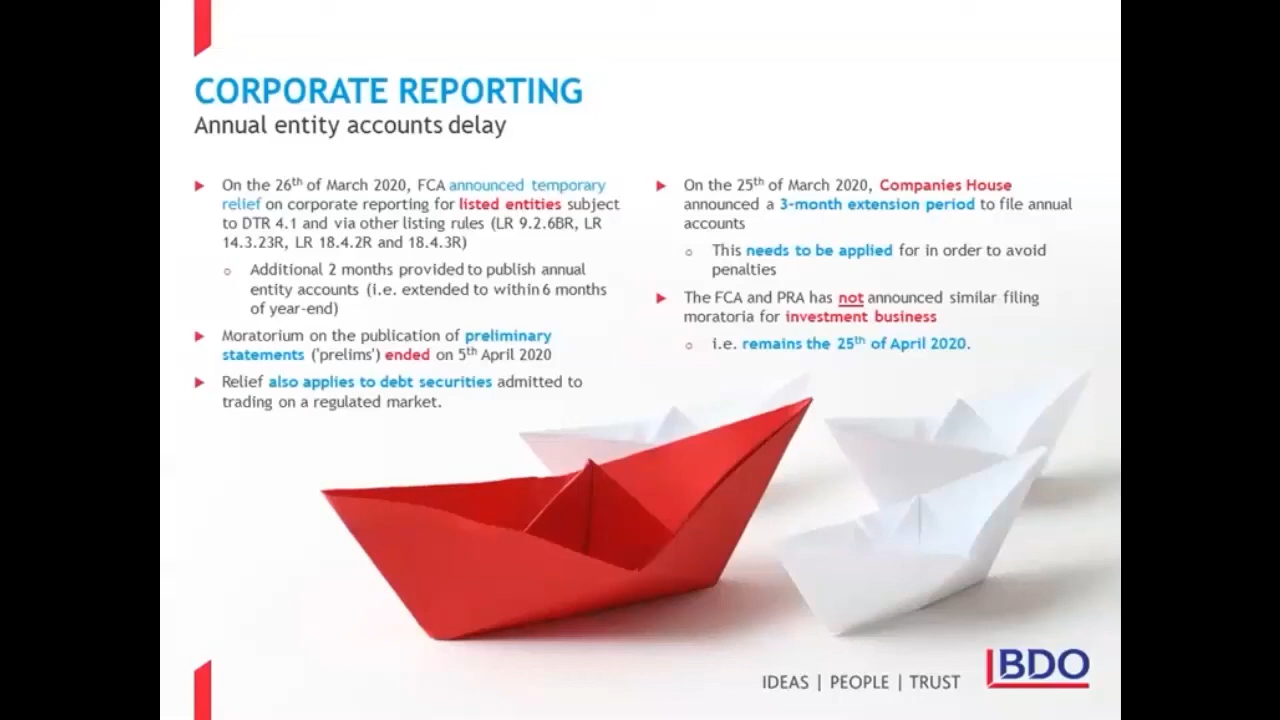 CORPORATE REPORTING
Annual entity accounts delay
On the 26th of March 2020, FCA announced temporary
relief on corporate reporting for listed entities subject
to DTR 4.1 and via other listing rules (LR 9.2.6BR, LR
14.3.23R, LR 18.4.2R and 18.4.3R)
Additional 2 months provided to publish annual
entity accounts (i.e. extended to within 6 months
of year-end)
Moratorium on the publication of preliminary
statements ('prelims') ended on 5th April 2020
Relief also applies to debt securities admitted to
trading on a regulated market.
On the 25th of March 2020, Companies House
announced a 3-month extension period to file annual
accounts
This needs to be applied for in order to avoid
penalties
The FCA and PRA has not announced similar filing
moratoria for investment business
i.e. remains the 25th of April 2020.
IDEAS | PEOPLE | TRUST
BDO